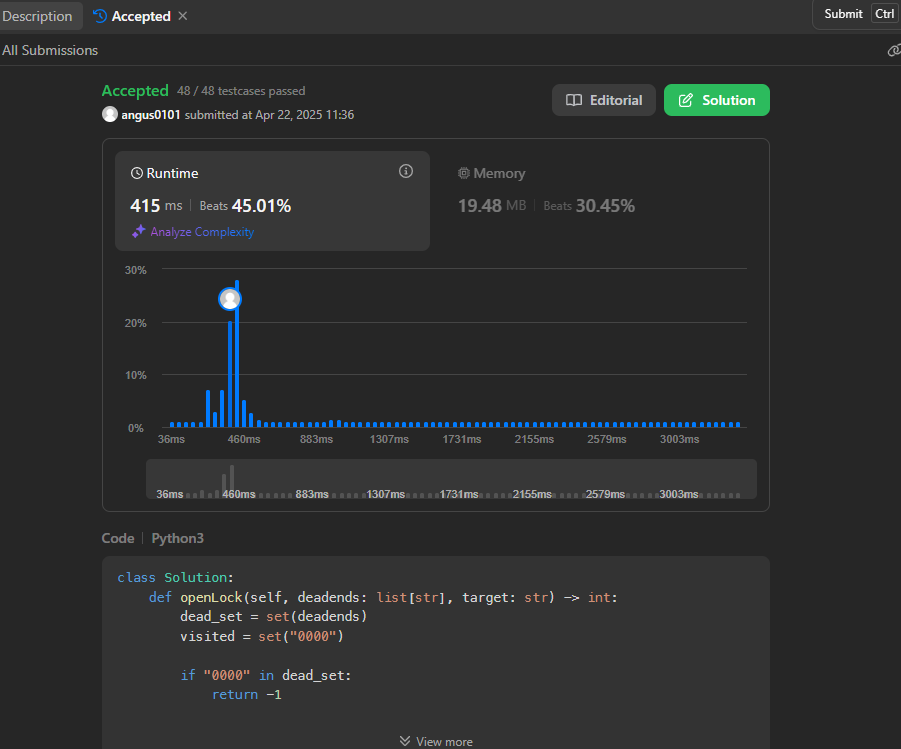 Description Accepted Submit Ctrl
All Submissions
Accepted 48 / 48 testcases passed
angus0101 submitted at Apr 22, 2025 11:36
Editorial Solution
Runtime Memory
415 ms Beats 45.01% 19.48 MB Beats 30.45%
Analyze Complexity
30%
20%
10%
0%
36ms 460ms 883ms 1307ms 1731ms 2155ms 2579ms 3003ms
36ms 460ms 883ms 1307ms 1731ms 2155ms 2579ms 3003ms
Code Python3
class Solution:
    def openLock(self, deadends: list[str], target: str) -> int:
        dead_set = set(deadends)
        visited = set("0000")
        if "0000" in dead_set:
            return -1
View more